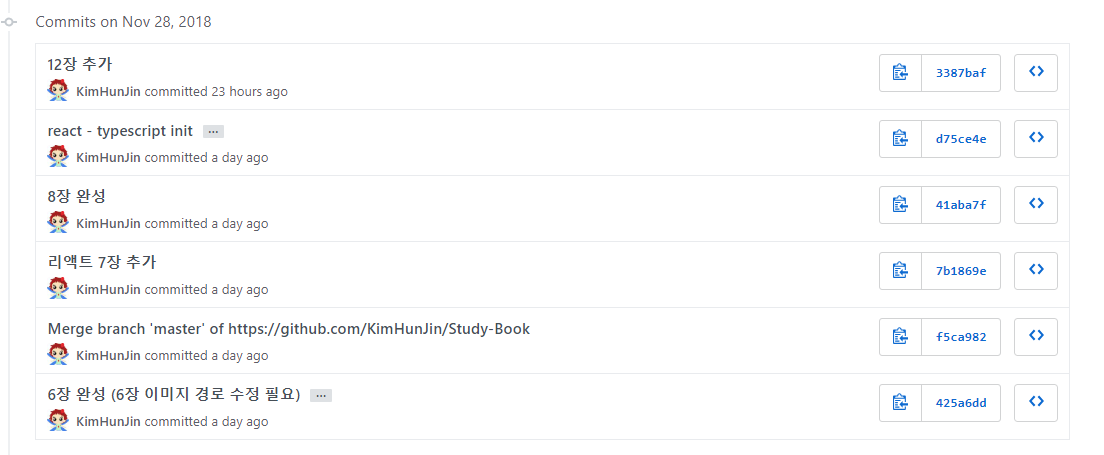 Commits on Nov 28, 2018
12장 추가
3387baf
KimHunJin committed 23 hours ago
react - typescript init ...
d75ce4e
KimHunJin committed a day ago
8장 완성
41aba7f
KimHunJin committed a day ago
리액트 7장 추가
7b1869e
KimHunJin committed a day ago
Merge branch 'master' of https://github.com/KimHunJin/Study-Book
f5ca982
KimHunJin committed a day ago
6장 완성 (6장 이미지 경로 수정 필요) ...
425a6dd
KimHunJin committed a day ago